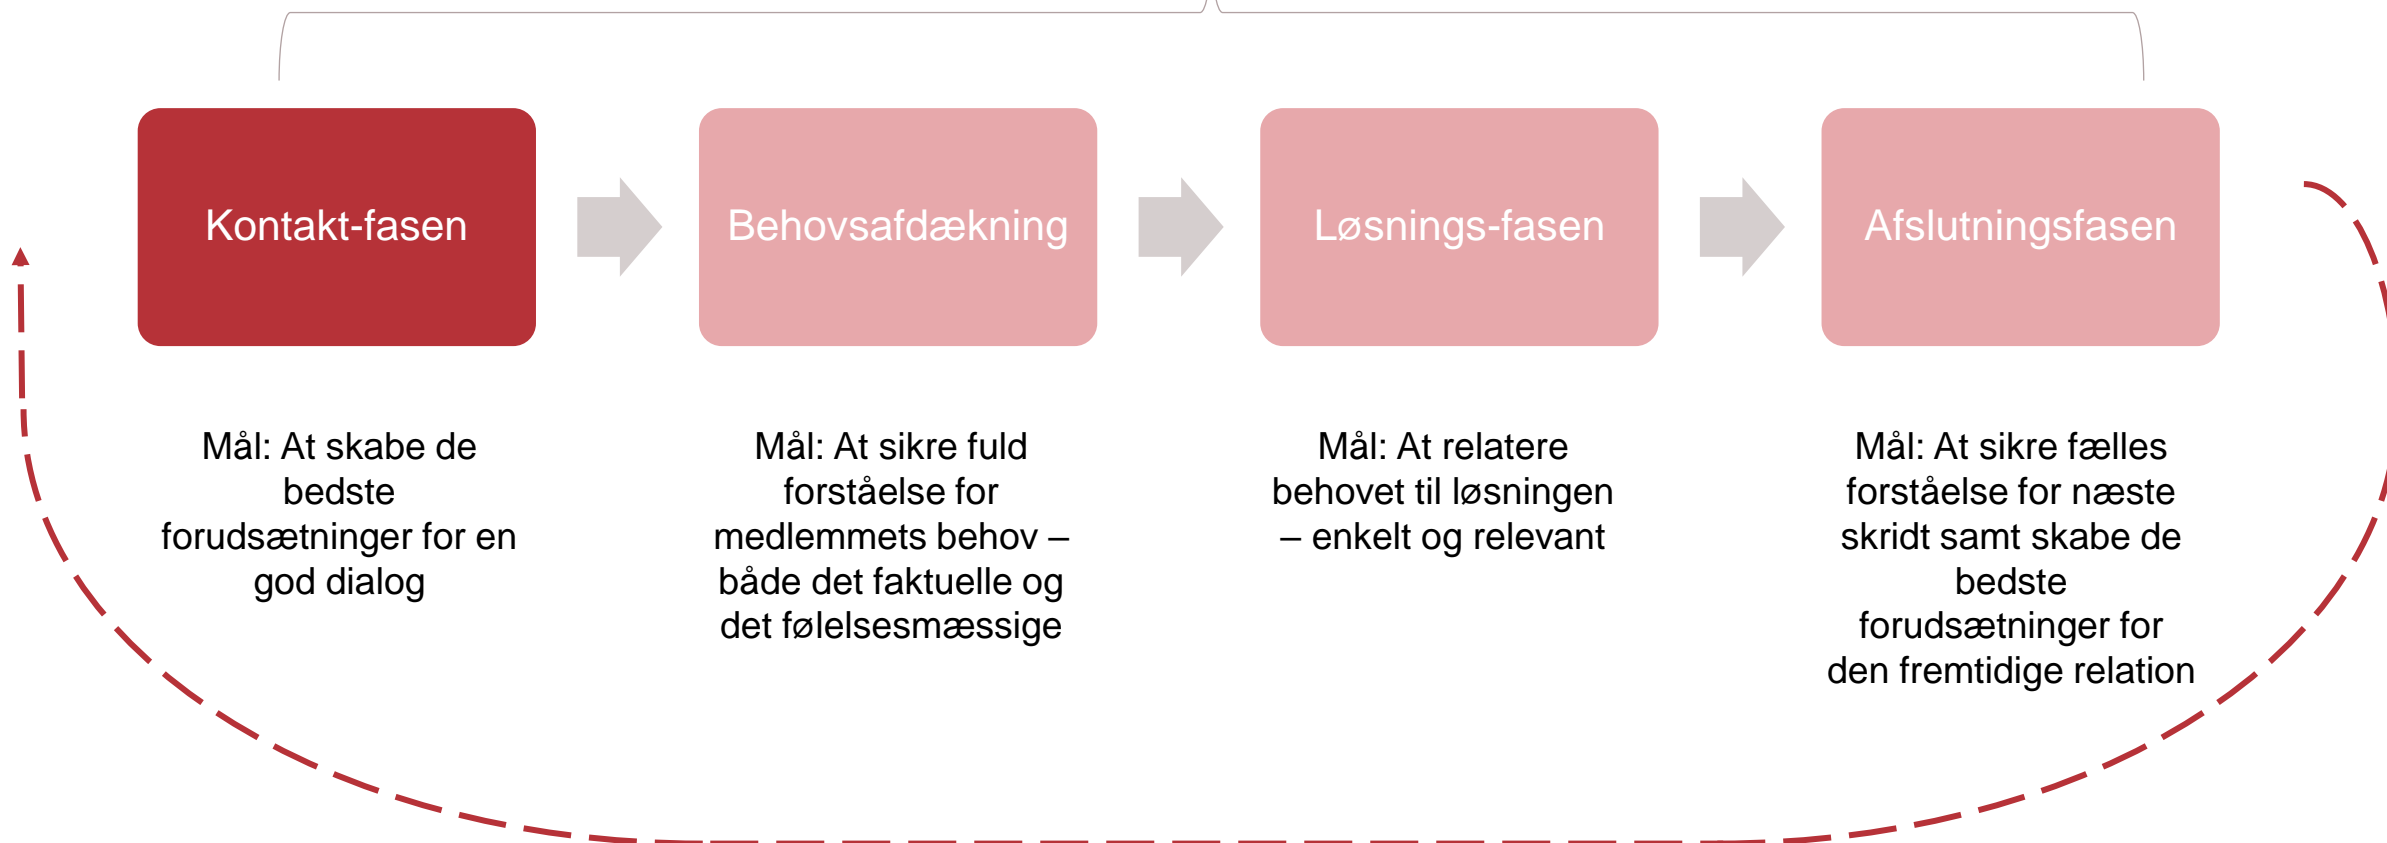 Kontakt-fasen
Behovsafdækning
Løsnings-fasen
Afslutningsfasen
Mål: At skabe de
bedste
forudsætninger for en
god dialog
Mål: At sikre fuld
forståelse for
medlemmets behov –
både det faktuelle og
det følelsesmæssige
Mål: At relatere
behovet til løsningen
– enkelt og relevant
Mål: At sikre fælles
forståelse for næste
skridt samt skabe de
bedste
forudsætninger for
den fremtidige relation